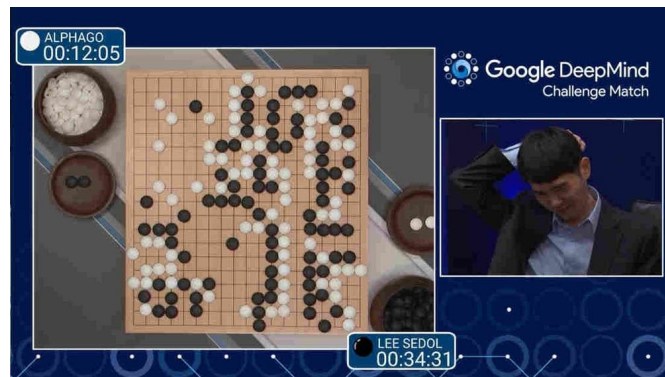 ALPHAGO
00:12:05
Google DeepMind
Challenge Match
LEE SEDOL
00:34:31